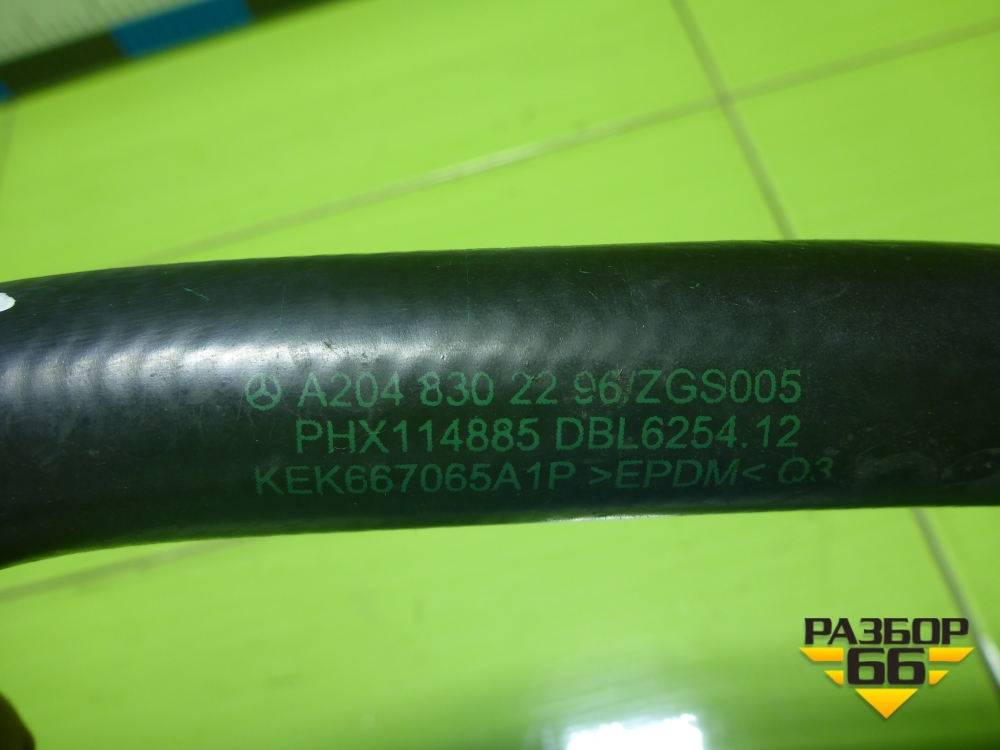 A204 830 22 96/ZGS005
PHX114885 DBL6254.12
KEK667065A1P >EPDM< Q3
РАЗБОР
66